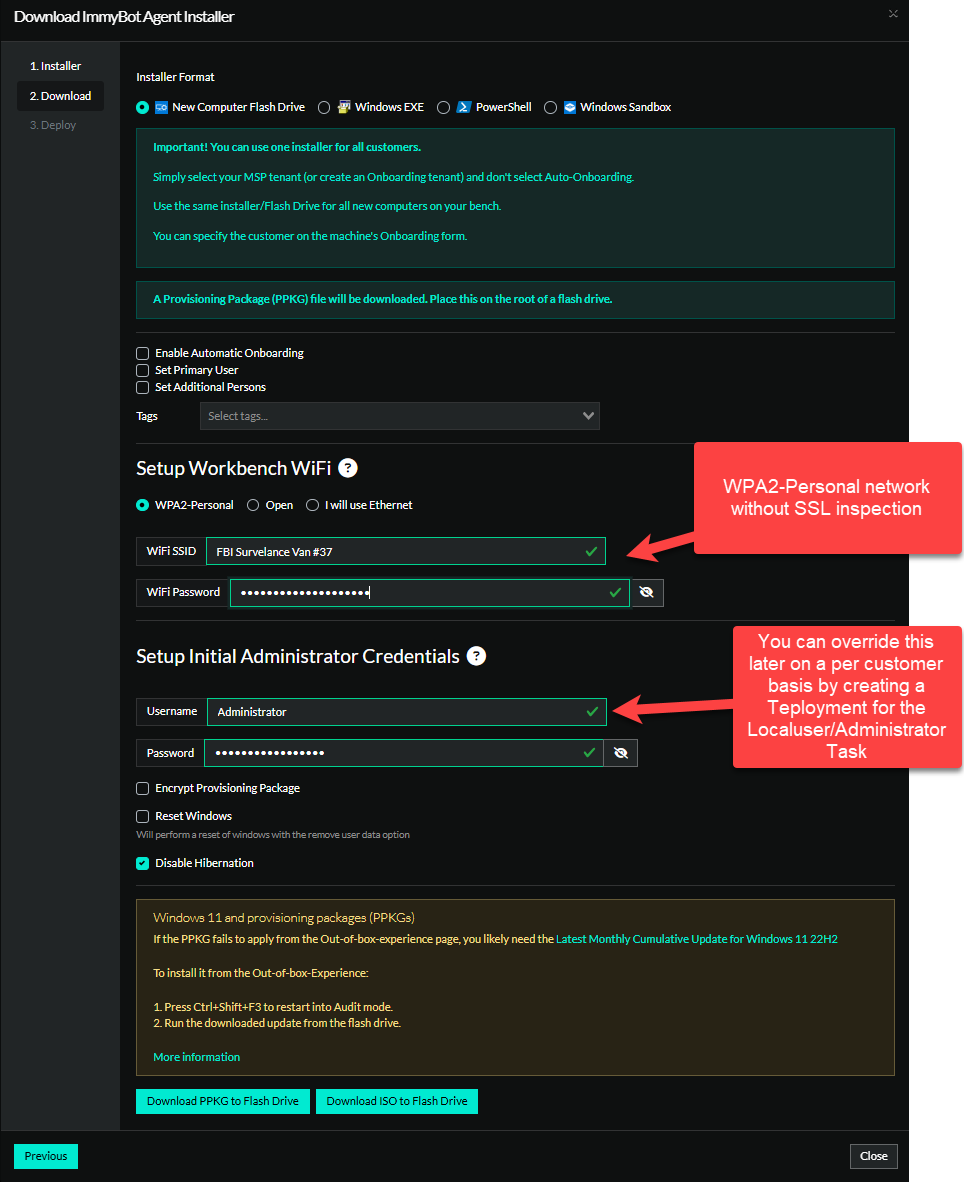 Download ImmyBot Agent Installer
1. Installer
2. Download
3. Deploy
Installer Format
New Computer Flash Drive
Windows EXE
PowerShell
Windows Sandbox
Important! You can use one installer for all customers.
Simply select your MSP tenant (or create an Onboarding tenant) and don't select Auto-Onboarding.
Use the same installer/Flash Drive for all new computers on your bench.
You can specify the customer on the machine's Onboarding form.
A Provisioning Package (PPKG) file will be downloaded. Place this on the root of a flash drive.
Enable Automatic Onboarding
Set Primary User
Set Additional Persons
Tags
Select tags...
Setup Workbench WiFi ?
WPA2-Personal
Open
I will use Ethernet
WiFi SSID
FBI Survelance Van #37
WiFi Password
••••••••••••••••••••
WPA2-Personal network
without SSL inspection
Setup Initial Administrator Credentials ?
Username
Administrator
Password
•••••••••••••••••
You can override this
later on a per customer
basis by creating a
Teployment for the
Localuser/Administrator
Task
Encrypt Provisioning Package
Reset Windows
Will perform a reset of windows with the remove user data option
Disable Hibernation
Windows 11 and provisioning packages (PPKGs)
If the PPKG fails to apply from the Out-of-box-experience page, you likely need the Latest Monthly Cumulative Update for Windows 11 22H2
To install it from the Out-of-box-Experience:
1. Press Ctrl+Shift+F3 to restart into Audit mode.
2. Run the downloaded update from the flash drive.
More information
Download PPKG to Flash Drive
Download ISO to Flash Drive
Previous
Close